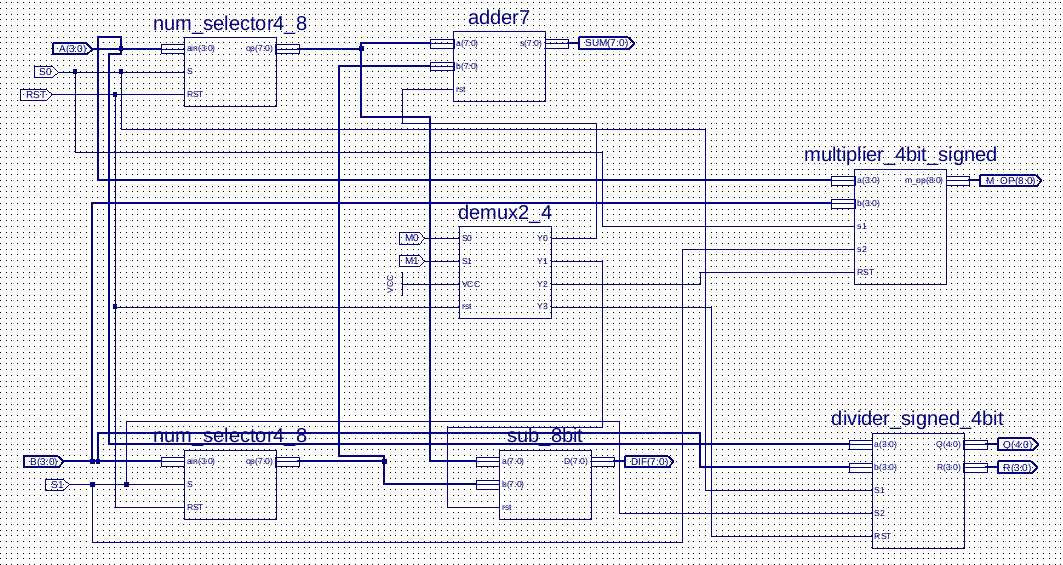 num_selector4_8
A(3:0)
ain(3:0)
op(7:0)
S0
S
RST
RST
adder7
a(7:0)
s(7:0)
SUM(7:0)
b(7:0)
rst
multiplier_4bit_signed
a(3:0)
m_op(8:0)
M_OP(8:0)
b(3:0)
s1
s2
RST
demux2_4
M0
S0
Y0
M1
S1
Y1
VCC
VCC
Y2
rst
Y3
num_selector4_8
B(3:0)
ain(3:0)
op(7:0)
S1
S
RST
sub_8bit
a(7:0)
D(7:0)
DIF(7:0)
b(7:0)
rst
divider_signed_4bit
a(3:0)
Q(4:0)
Q(4:0)
b(3:0)
R(3:0)
R(3:0)
S1
S2
RST